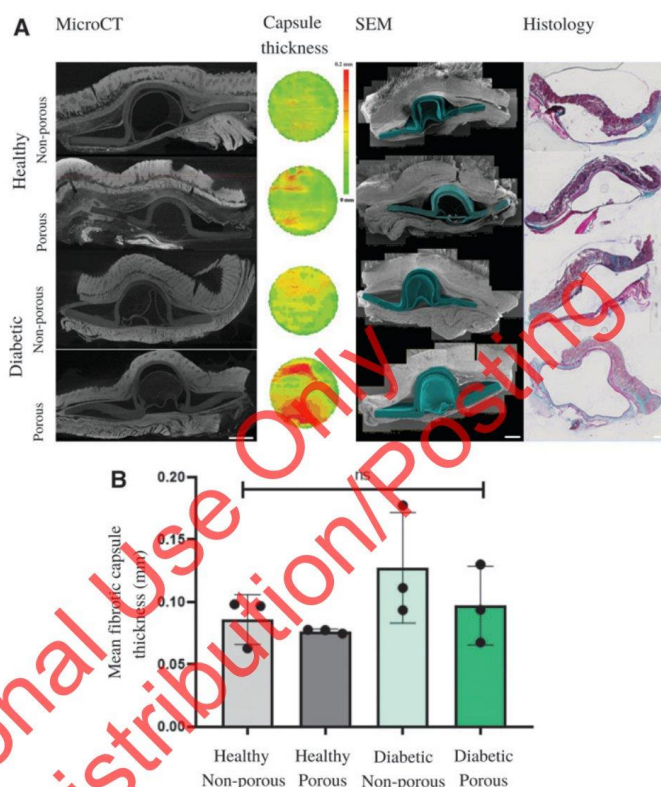 A
MicroCT
Capsule
thickness
SEM
Histology
0.2 mm
0 mm
Healthy
Non-porous
Porous
Diabetic
Non-porous
Porous
B
ns
0.20
0.15
0.10
0.05
0.00
Mean fibrotic capsule
thickness (mm)
Healthy
Non-porous
Healthy
Porous
Diabetic
Non-porous
Diabetic
Porous
onal Use Only
istribution/Posting